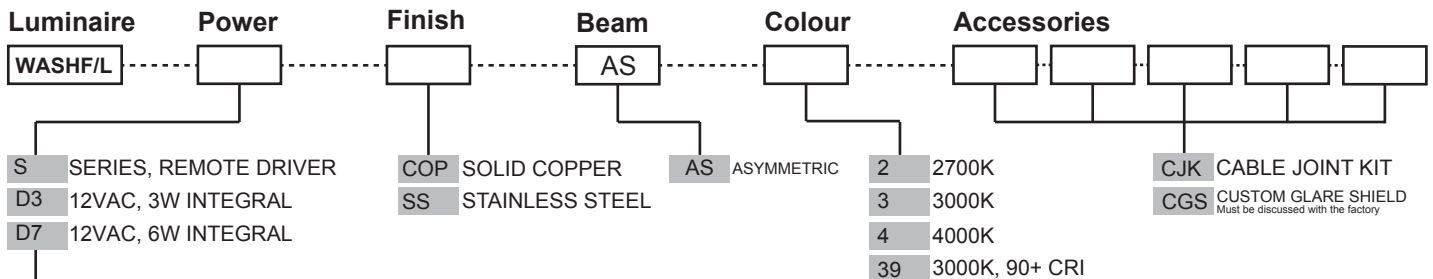 Luminaire Power Finish Beam Colour Accessories
WASHF/L AS
S SERIES, REMOTE DRIVER COP SOLID COPPER AS ASYMMETRIC 2 2700K CJK CABLE JOINT KIT
D3 12VAC, 3W INTEGRAL SS STAINLESS STEEL 3 3000K CGS CUSTOM GLARE SHIELD
Must be discussed with the factory
D7 12VAC, 6W INTEGRAL 4 4000K
39 3000K, 90+ CRI